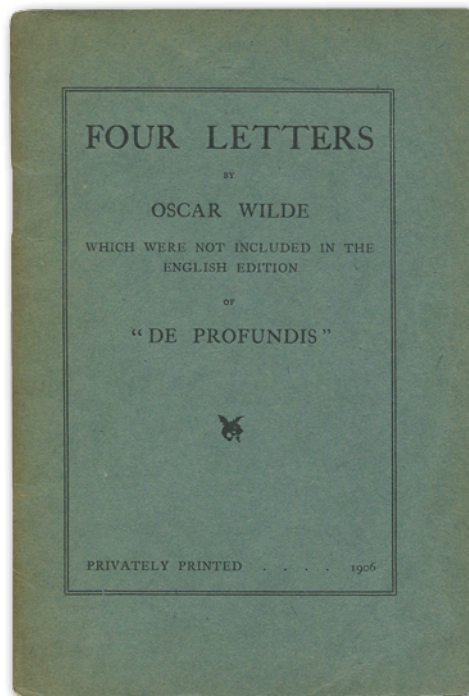 FOUR LETTERS
BY
OSCAR WILDE
WHICH WERE NOT INCLUDED IN THE
ENGLISH EDITION
OF
“DE PROFUNDIS”
PRIVATELY PRINTED . . . . 1906